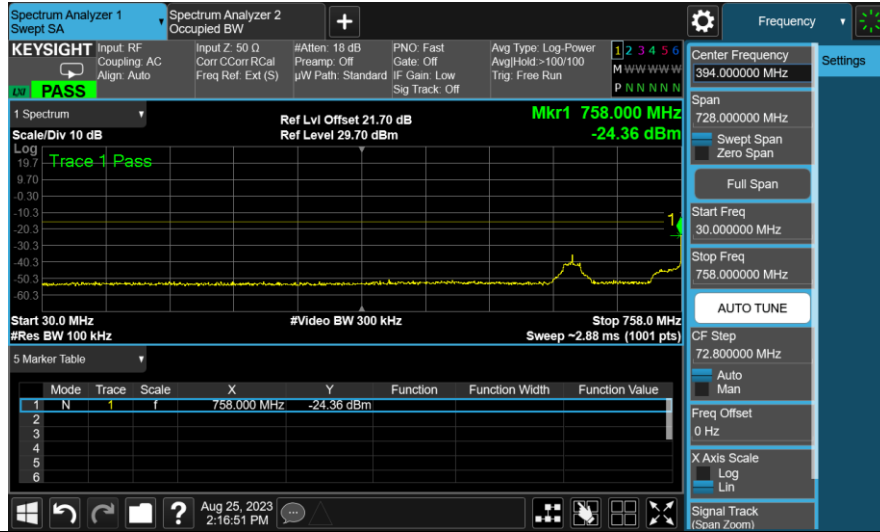 Spectrum Analyzer 1
Swept SA
Spectrum Analyzer 2
Occupied BW
Frequency
KEYSIGHT
Input: RF
Coupling: AC
Align: Auto
Input Z: 50 Ω
Corr CCorr RCal
Freq Ref: Ext (S)
#Atten: 18 dB
Preamp: Off
µW Path: Standard
PNO: Fast
Gate: Off
IF Gain: Low
Sig Track: Off
Avg Type: Log-Power
Avg|Hold:>100/100
Trig: Free Run
1 2 3 4 5 6
M W W W W W
P N N N N N
LXI PASS
1 Spectrum
Scale/Div 10 dB
Ref Lvl Offset 21.70 dB
Ref Level 29.70 dBm
Mkr1 758.000 MHz
-24.36 dBm
Log
Trace 1 Pass
19.7
9.70
-0.30
-10.3
-20.3
-30.3
-40.3
-50.3
-60.3
1
Start 30.0 MHz
#Res BW 100 kHz
#Video BW 300 kHz
Stop 758.0 MHz
Sweep ~2.88 ms (1001 pts)
5 Marker Table
Mode Trace Scale X Y Function Function Width Function Value
1 N 1 f 758.000 MHz -24.36 dBm
2
3
4
5
6
Aug 25, 2023
2:16:51 PM
Center Frequency
394.000000 MHz
Settings
Span
728.000000 MHz
Swept Span
Zero Span
Full Span
Start Freq
30.000000 MHz
Stop Freq
758.000000 MHz
AUTO TUNE
CF Step
72.800000 MHz
Auto
Man
Freq Offset
0 Hz
X Axis Scale
Log
Lin
Signal Track
(Span Zoom)